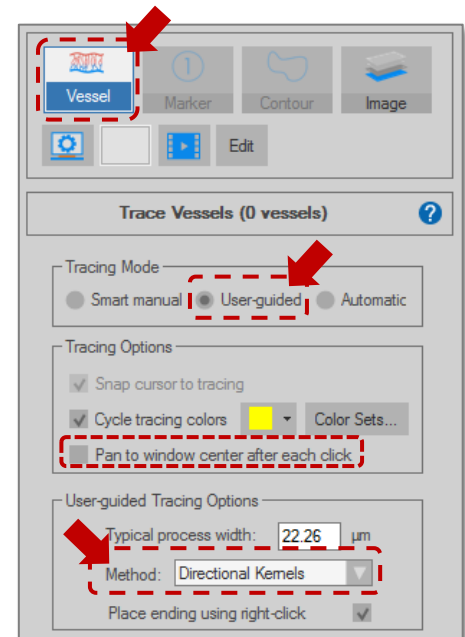 1
Vessel Marker Contour Image
Edit
Trace Vessels (0 vessels) ?
Tracing Mode
Smart manual User-guided Automatic
Tracing Options
Snap cursor to tracing
Cycle tracing colors Color Sets...
Pan to window center after each click
User-guided Tracing Options
Typical process width: 22.26 µm
Method: Directional Kernels
Place ending using right-click